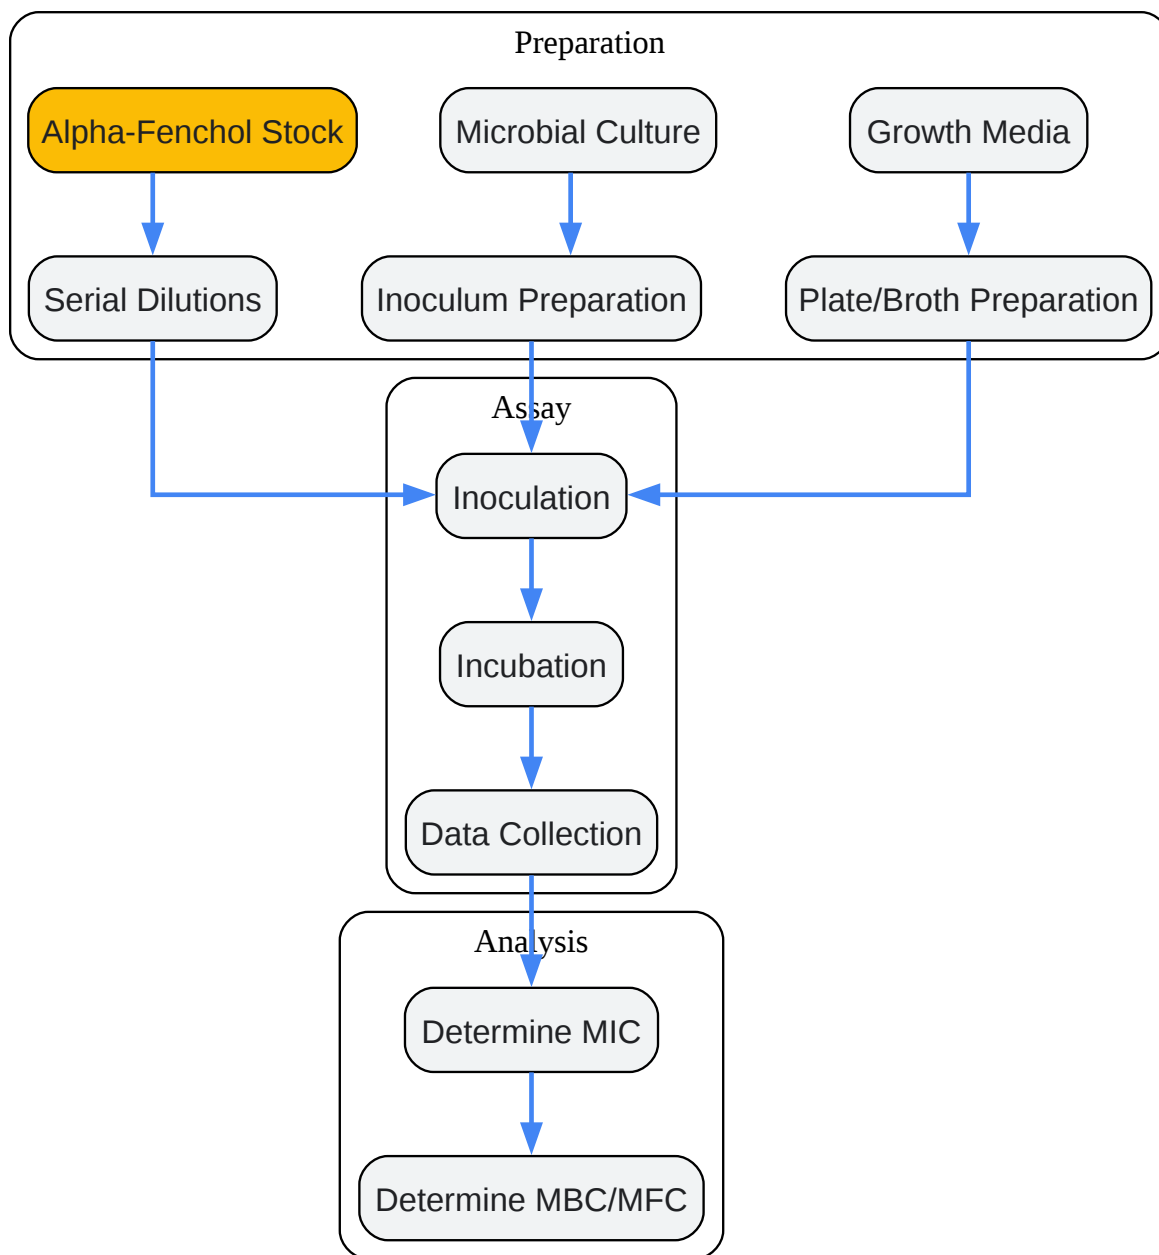 Preparation
Alpha-Fenchol Stock
Microbial Culture
Growth Media
Serial Dilutions
Inoculum Preparation
Plate/Broth Preparation
Assay
Inoculation
Incubation
Data Collection
Analysis
Determine MIC
Determine MBC/MFC